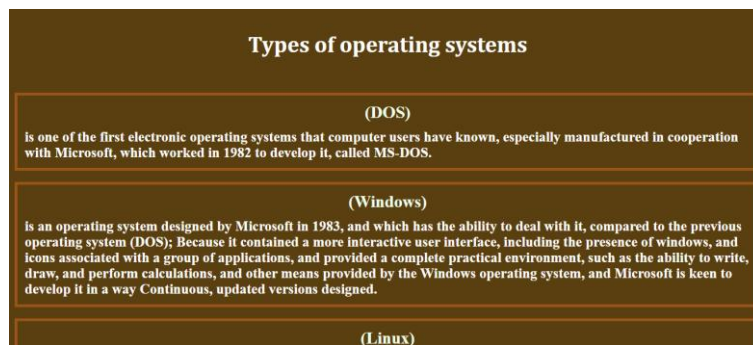 Types of operating systems
(DOS)
is one of the first electronic operating systems that computer users have known, especially manufactured in cooperation
with Microsoft, which worked in 1982 to develop it, called MS-DOS.
(Windows)
is an operating system designed by Microsoft in 1983, and which has the ability to deal with it, compared to the previous
operating system (DOS); Because it contained a more interactive user interface, including the presence of windows, and
icons associated with a group of applications, and provided a complete practical environment, such as the ability to write,
draw, and perform calculations, and other means provided by the Windows operating system, and Microsoft is keen to
develop it in a way Continuous, updated versions designed.
(Linux)